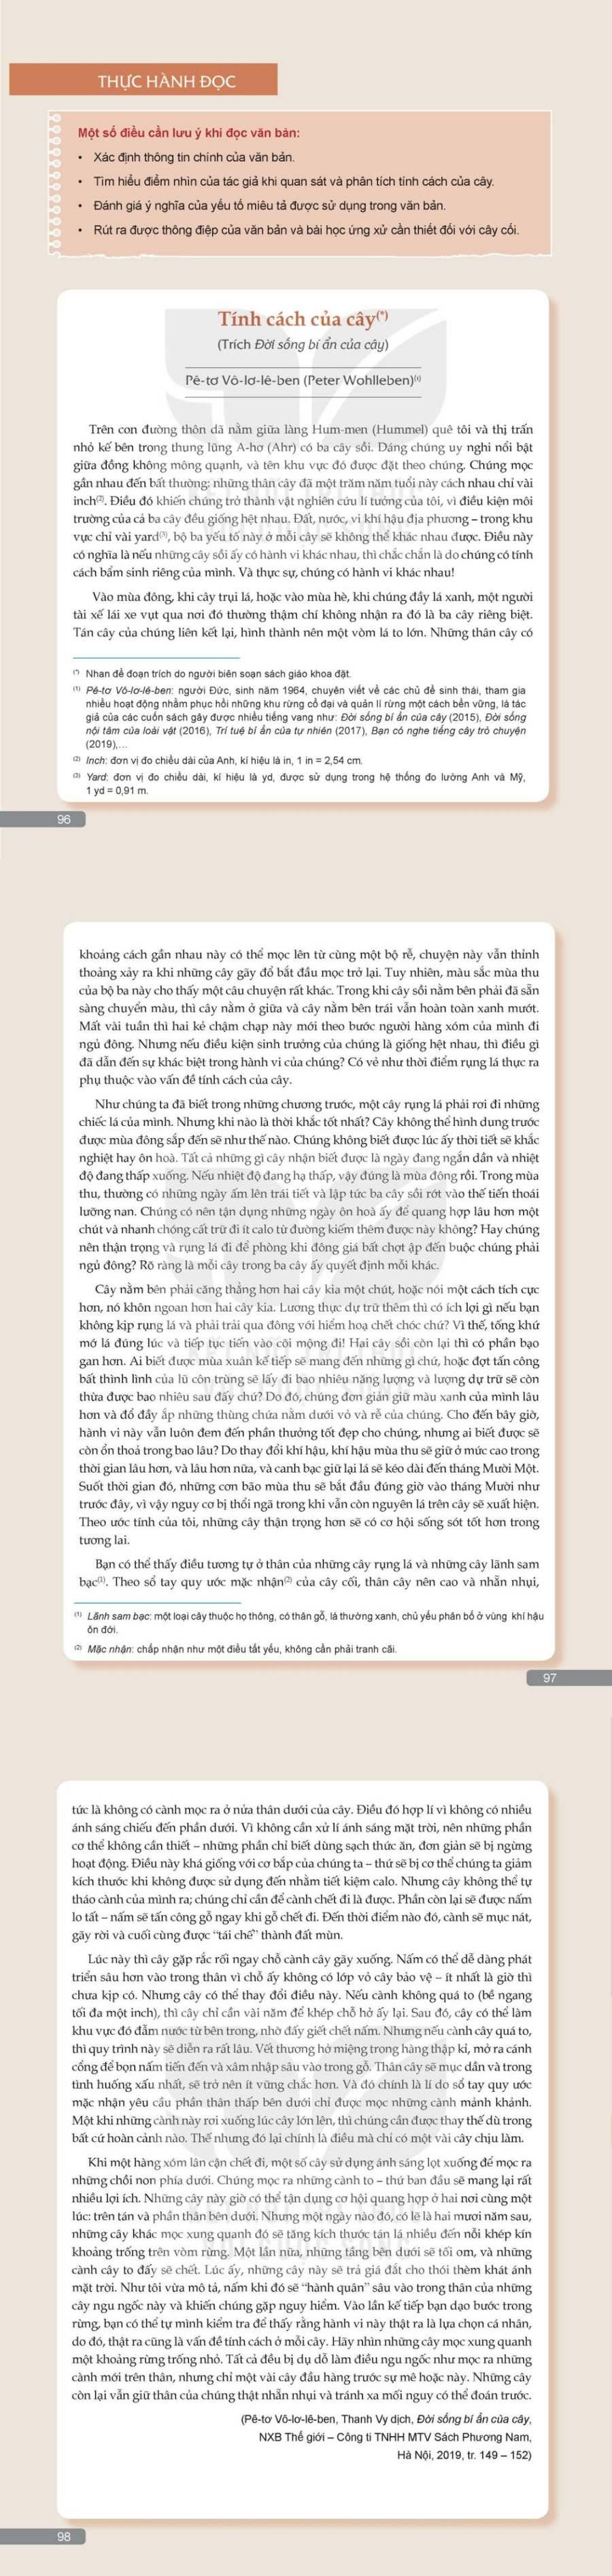 THỰC HÀNH ĐỌC
Một số điều cần lưu ý khi đọc văn bản:
• Xác định thông tin chính của văn bản.
• Tìm hiểu điểm nhìn của tác giả khi quan sát và phân tích tính cách của cây.
• Đánh giá ý nghĩa của yếu tố miêu tả được sử dụng trong văn bản.
• Rút ra được thông điệp của văn bản và bài học ứng xử cần thiết đối với cây cối.
Tính cách của cây(*)
(Trích Đời sống bí ẩn của cây)
Pê-tơ Vô-lơ-lê-ben (Peter Wohlleben)(1)
Trên con đường thôn dã nằm giữa làng Hum-men (Hummel) quê tôi và thị trấn
nhỏ kế bên trong thung lũng A-hơ (Ahr) có ba cây sồi. Dáng chúng uy nghi nổi bật
giữa đồng không mông quạnh, và tên khu vực đó được đặt theo chúng. Chúng mọc
gần nhau đến bất thường: những thân cây đã một trăm năm tuổi này cách nhau chỉ vài
inch(2). Điều đó khiến chúng trở thành vật nghiên cứu lí tưởng của tôi, vì điều kiện môi
trường của cả ba cây đều giống hệt nhau. Đất, nước, vi khí hậu địa phương – trong khu
vực chỉ vài yard(3), bộ ba yếu tố này ở mỗi cây sẽ không thể khác nhau được. Điều này
có nghĩa là nếu những cây sồi ấy có hành vi khác nhau, thì chắc chắn là do chúng có tính
cách bẩm sinh riêng của mình. Và thực sự, chúng có hành vi khác nhau!
Vào mùa đông, khi cây trụi lá, hoặc vào mùa hè, khi chúng đầy lá xanh, một người
tài xế lái xe vụt qua nơi đó thường thậm chí không nhận ra đó là ba cây riêng biệt.
Tán cây của chúng liên kết lại, hình thành nên một vòm lá to lớn. Những thân cây có
(*) Nhan đề đoạn trích do người biên soạn sách giáo khoa đặt.
(1) Pê-tơ Vô-lơ-lê-ben: người Đức, sinh năm 1964, chuyên viết về các chủ đề sinh thái, tham gia
nhiều hoạt động nhằm phục hồi những khu rừng cổ đại và quản lí rừng một cách bền vững, là tác
giả của các cuốn sách gây được nhiều tiếng vang như: Đời sống bí ẩn của cây (2015), Đời sống
nội tâm của loài vật (2016), Trí tuệ bí ẩn của tự nhiên (2017), Bạn có nghe tiếng cây trò chuyện
(2019),...
(2) Inch: đơn vị đo chiều dài của Anh, kí hiệu là in, 1 in = 2,54 cm.
(3) Yard: đơn vị đo chiều dài, kí hiệu là yd, được sử dụng trong hệ thống đo lường Anh và Mỹ,
1 yd = 0,91 m.
96
khoảng cách gần nhau này có thể mọc lên từ cùng một bộ rễ, chuyện này vẫn thỉnh
thoảng xảy ra khi những cây gãy đổ bắt đầu mọc trở lại. Tuy nhiên, màu sắc mùa thu
của bộ ba này cho thấy một câu chuyện rất khác. Trong khi cây sồi nằm bên phải đã sẵn
sàng chuyển màu, thì cây nằm ở giữa và cây nằm bên trái vẫn hoàn toàn xanh mướt.
Mất vài tuần thì hai kẻ chậm chạp này mới theo bước người hàng xóm của mình đi
ngủ đông. Nhưng nếu điều kiện sinh trưởng của chúng là giống hệt nhau, thì điều gì
đã dẫn đến sự khác biệt trong hành vi của chúng? Có vẻ như thời điểm rụng lá thực ra
phụ thuộc vào vấn đề tính cách của cây.
Như chúng ta đã biết trong những chương trước, một cây rụng lá phải rơi đi những
chiếc lá của mình. Nhưng khi nào là thời khắc tốt nhất? Cây không thể hình dung trước
được mùa đông sắp đến sẽ như thế nào. Chúng không biết được lúc ấy thời tiết sẽ khắc
nghiệt hay ôn hoà. Tất cả những gì cây nhận biết được là ngày đang ngắn dần và nhiệt
độ đang thấp xuống. Nếu nhiệt độ đang hạ thấp, vậy đúng là mùa đông rồi. Trong mùa
thu, thường có những ngày ấm lên trái tiết và lập tức ba cây sồi rớt vào thế tiến thoái
lưỡng nan. Chúng có nên tận dụng những ngày ôn hoà ấy để quang hợp lâu hơn một
chút và nhanh chóng cất trữ đi ít calo từ đường kiếm thêm được này không? Hay chúng
nên thận trọng và rụng lá đi để phòng khi đông giá bất chợt ập đến buộc chúng phải
ngủ đông? Rõ ràng là mỗi cây trong ba cây ấy quyết định mỗi khác.
Cây nằm bên phải căng thẳng hơn hai cây kia một chút, hoặc nói một cách tích cực
hơn, nó khôn ngoan hơn hai cây kia. Lương thực dự trữ thêm thì có ích lợi gì nếu bạn
không kịp rụng lá và phải trải qua đông với hiểm hoạ chết chóc chứ? Vì thế, tống khứ
mớ lá đúng lúc và tiếp tục tiến vào cõi mộng đi! Hai cây sồi còn lại thì có phần bạo
gan hơn. Ai biết được mùa xuân kế tiếp sẽ mang đến những gì chứ, hoặc đợt tấn công
bất thình lình của lũ côn trùng sẽ lấy đi bao nhiêu năng lượng và lượng dự trữ sẽ còn
thừa được bao nhiêu sau đấy chứ? Do đó, chúng đơn giản giữ màu xanh của mình lâu
hơn và đổ đầy ắp những thùng chứa nằm dưới vỏ và rễ của chúng. Cho đến bây giờ,
hành vi này vẫn luôn đem đến phần thưởng tốt đẹp cho chúng, nhưng ai biết được sẽ
còn ổn thoả trong bao lâu? Do thay đổi khí hậu, khí hậu mùa thu sẽ giữ ở mức cao trong
thời gian lâu hơn, và lâu hơn nữa, và canh bạc giữ lại lá sẽ kéo dài đến tháng Mười Một.
Suốt thời gian đó, những cơn bão mùa thu sẽ bắt đầu đúng giờ vào tháng Mười như
trước đây, vì vậy nguy cơ bị thổi ngã trong khi vẫn còn nguyên lá trên cây sẽ xuất hiện.
Theo ước tính của tôi, những cây thận trọng hơn sẽ có cơ hội sống sót tốt hơn trong
tương lai.
Bạn có thể thấy điều tương tự ở thân của những cây rụng lá và những cây lãnh sam
bạc(1). Theo sổ tay quy ước mặc nhận(2) của cây cối, thân cây nên cao và nhẵn nhụi,
(1) Lãnh sam bạc: một loại cây thuộc họ thông, có thân gỗ, lá thường xanh, chủ yếu phân bố ở vùng khí hậu
ôn đới.
(2) Mặc nhận: chấp nhận như một điều tất yếu, không cần phải tranh cãi.
97
tức là không có cành mọc ra ở nửa thân dưới của cây. Điều đó hợp lí vì không có nhiều
ánh sáng chiếu đến phần dưới. Vì không cần xử lí ánh sáng mặt trời, nên những phần
cơ thể không cần thiết – những phần chỉ biết dùng sạch thức ăn, đơn giản sẽ bị ngừng
hoạt động. Điều này khá giống với cơ bắp của chúng ta – thứ sẽ bị cơ thể chúng ta giảm
kích thước khi không được sử dụng đến nhằm tiết kiệm calo. Nhưng cây không thể tự
tháo cành của mình ra; chúng chỉ cần để cành chết đi là được. Phần còn lại sẽ được nấm
lo tất – nấm sẽ tấn công gỗ ngay khi gỗ chết đi. Đến thời điểm nào đó, cành sẽ mục nát,
gãy rời và cuối cùng được “tái chế” thành đất mùn.
Lúc này thì cây gặp rắc rối ngay chỗ cành cây gãy xuống. Nấm có thể dễ dàng phát
triển sâu hơn vào trong thân vì chỗ ấy không có lớp vỏ cây bảo vệ – ít nhất là giờ thì
chưa kịp có. Nhưng cây có thể thay đổi điều này. Nếu cành không quá to (bề ngang
tối đa một inch), thì cây chỉ cần vài năm để khép chỗ hở ấy lại. Sau đó, cây có thể làm
khu vực đó đẫm nước từ bên trong, nhờ đấy giết chết nấm. Nhưng nếu cành cây quá to,
thì quy trình này sẽ diễn ra rất lâu. Vết thương hở miệng trong hàng thập kỉ, mở ra cánh
cổng để bọn nấm tiến đến và xâm nhập sâu vào trong gỗ. Thân cây sẽ mục dần và trong
tình huống xấu nhất, sẽ trở nên ít vững chắc hơn. Và đó chính là lí do sổ tay quy ước
mặc nhận yêu cầu phần thân thấp bên dưới chỉ được mọc những cành mảnh khảnh.
Một khi những cành này rơi xuống lúc cây lớn lên, thì chúng cần được thay thế dù trong
bất cứ hoàn cảnh nào. Thế nhưng đó lại chính là điều mà chỉ có một vài cây chịu làm.
Khi một hàng xóm lân cận chết đi, một số cây sử dụng ánh sáng lọt xuống để mọc ra
những chồi non phía dưới. Chúng mọc ra những cành to – thứ ban đầu sẽ mang lại rất
nhiều lợi ích. Những cây này giờ có thể tận dụng cơ hội quang hợp ở hai nơi cùng một
lúc: trên tán và phần thân bên dưới. Nhưng một ngày nào đó, có lẽ là hai mươi năm sau,
những cây khác mọc xung quanh đó sẽ tăng kích thước tán lá nhiều đến nỗi khép kín
khoảng trống trên vòm rừng. Một lần nữa, những tầng bên dưới sẽ tối om, và những
cành cây to đấy sẽ chết. Lúc ấy, những cây này sẽ trả giá đắt cho thói thèm khát ánh
mặt trời. Như tôi vừa mô tả, nấm khi đó sẽ “hành quân” sâu vào trong thân của những
cây ngu ngốc này và khiến chúng gặp nguy hiểm. Vào lần kế tiếp bạn dạo bước trong
rừng, bạn có thể tự mình kiểm tra để thấy rằng hành vi này thật ra là lựa chọn cá nhân,
do đó, thật ra cũng là vấn đề tính cách ở mỗi cây. Hãy nhìn những cây mọc xung quanh
một khoảng rừng trống nhỏ. Tất cả đều bị dụ dỗ làm điều ngu ngốc như mọc ra những
cành mới trên thân, nhưng chỉ một vài cây đầu hàng trước sự mê hoặc này. Những cây
còn lại vẫn giữ thân của chúng thật nhẵn nhụi và tránh xa mối nguy có thể đoán trước.
(Pê-tơ Vô-lơ-lê-ben, Thanh Vy dịch, Đời sống bí ẩn của cây,
NXB Thế giới – Công ti TNHH MTV Sách Phương Nam,
Hà Nội, 2019, tr. 149 – 152)
98